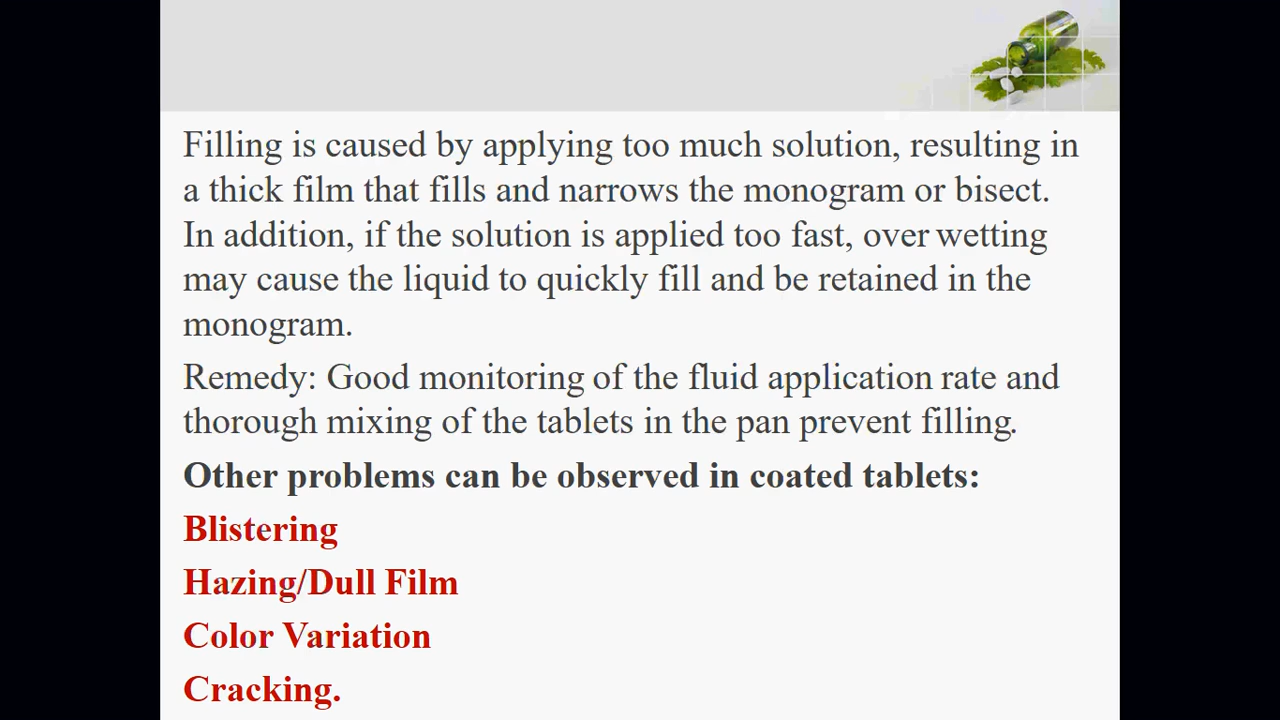 Filling is caused by applying too much solution, resulting in
a thick film that fills and narrows the monogram or bisect.
In addition, if the solution is applied too fast, over wetting
may cause the liquid to quickly fill and be retained in the
monogram.
Remedy: Good monitoring of the fluid application rate and
thorough mixing of the tablets in the pan prevent filling.
Other problems can be observed in coated tablets:
Blistering
Hazing/Dull Film
Color Variation
Cracking.